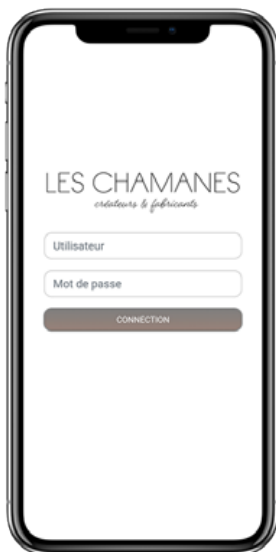 LES CHAMANES
créateurs & fabricants
Utilisateur
Mot de passe
CONNECTION